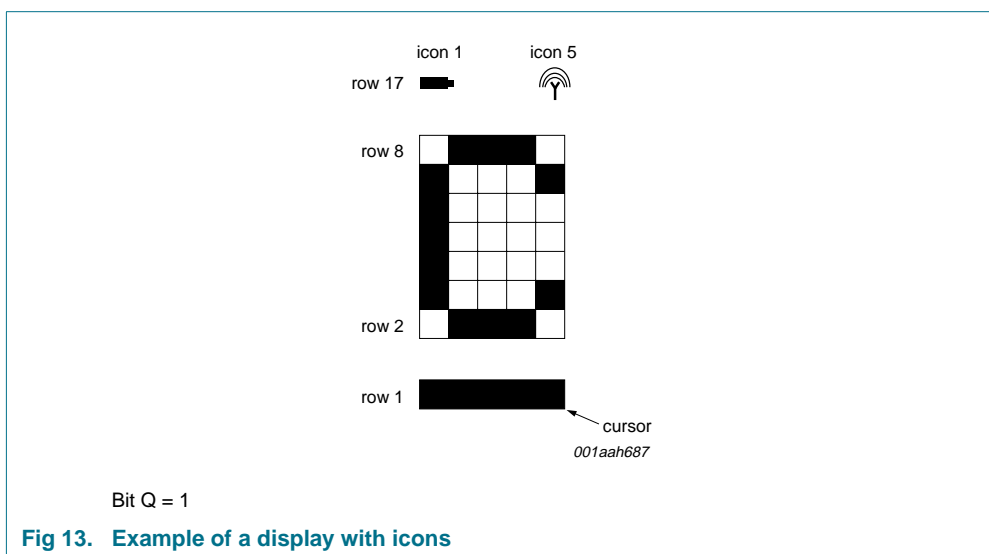 icon 1 icon 5
row 17
row 8
row 2
row 1
cursor
001aah687
Bit Q = 1
Fig 13. Example of a display with icons